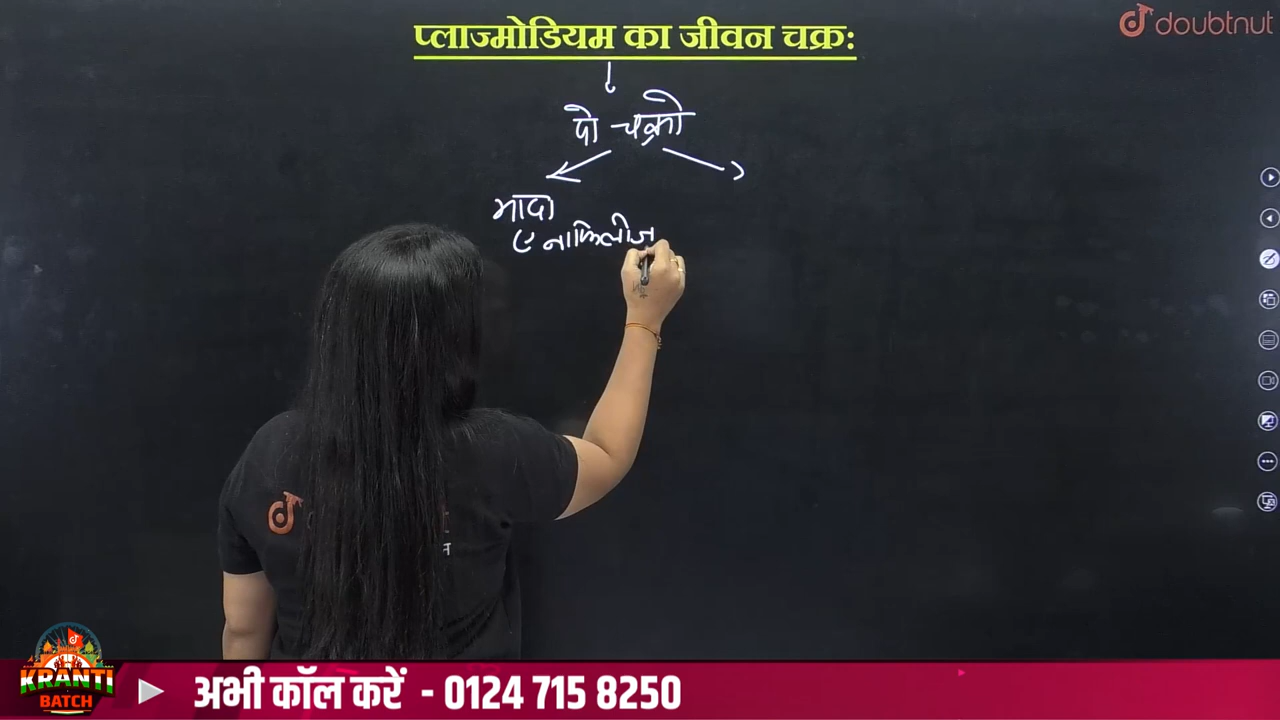 प्लाज्मोडियम का जीवन चक्र:
doubtnut
दो चक्रो
मादा
एनाफिलीज
KRANTI
BATCH
अभी कॉल करें - 0124 715 8250